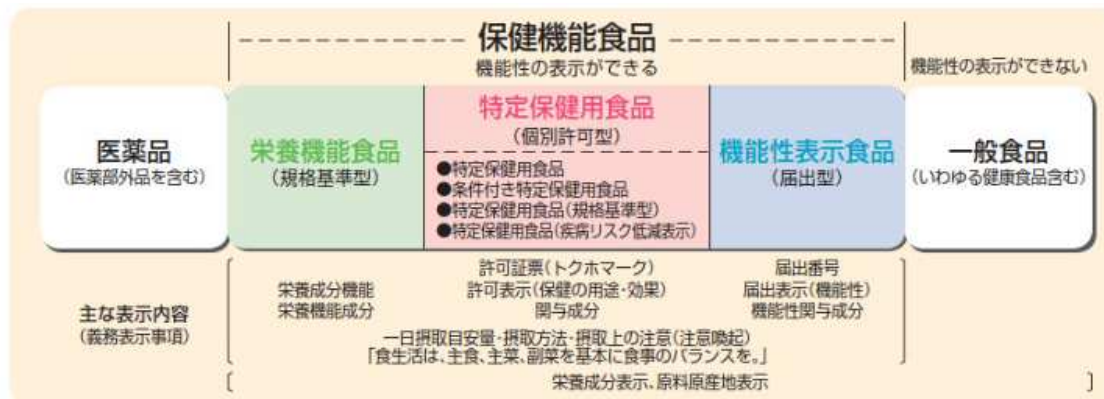 保健機能食品
機能性の表示ができる
機能性の表示ができない
医薬品
(医薬部外品を含む)
栄養機能食品
(規格基準型)
特定保健用食品
(個別許可型)
●特定保健用食品
●条件付き特定保健用食品
●特定保健用食品(規格基準型)
●特定保健用食品(疾病リスク低減表示)
機能性表示食品
(届出型)
一般食品
(いわゆる健康食品含む)
主な表示内容
(義務表示事項)
栄養成分機能
栄養機能成分
許可証票(トクホマーク)
許可表示(保健の用途・効果)
関与成分
届出番号
届出表示(機能性)
機能性関与成分
一日摂取目安量・摂取方法・摂取上の注意(注意喚起)
「食生活は、主食、主菜、副菜を基本に食事のバランスを。」
栄養成分表示、原料原産地表示